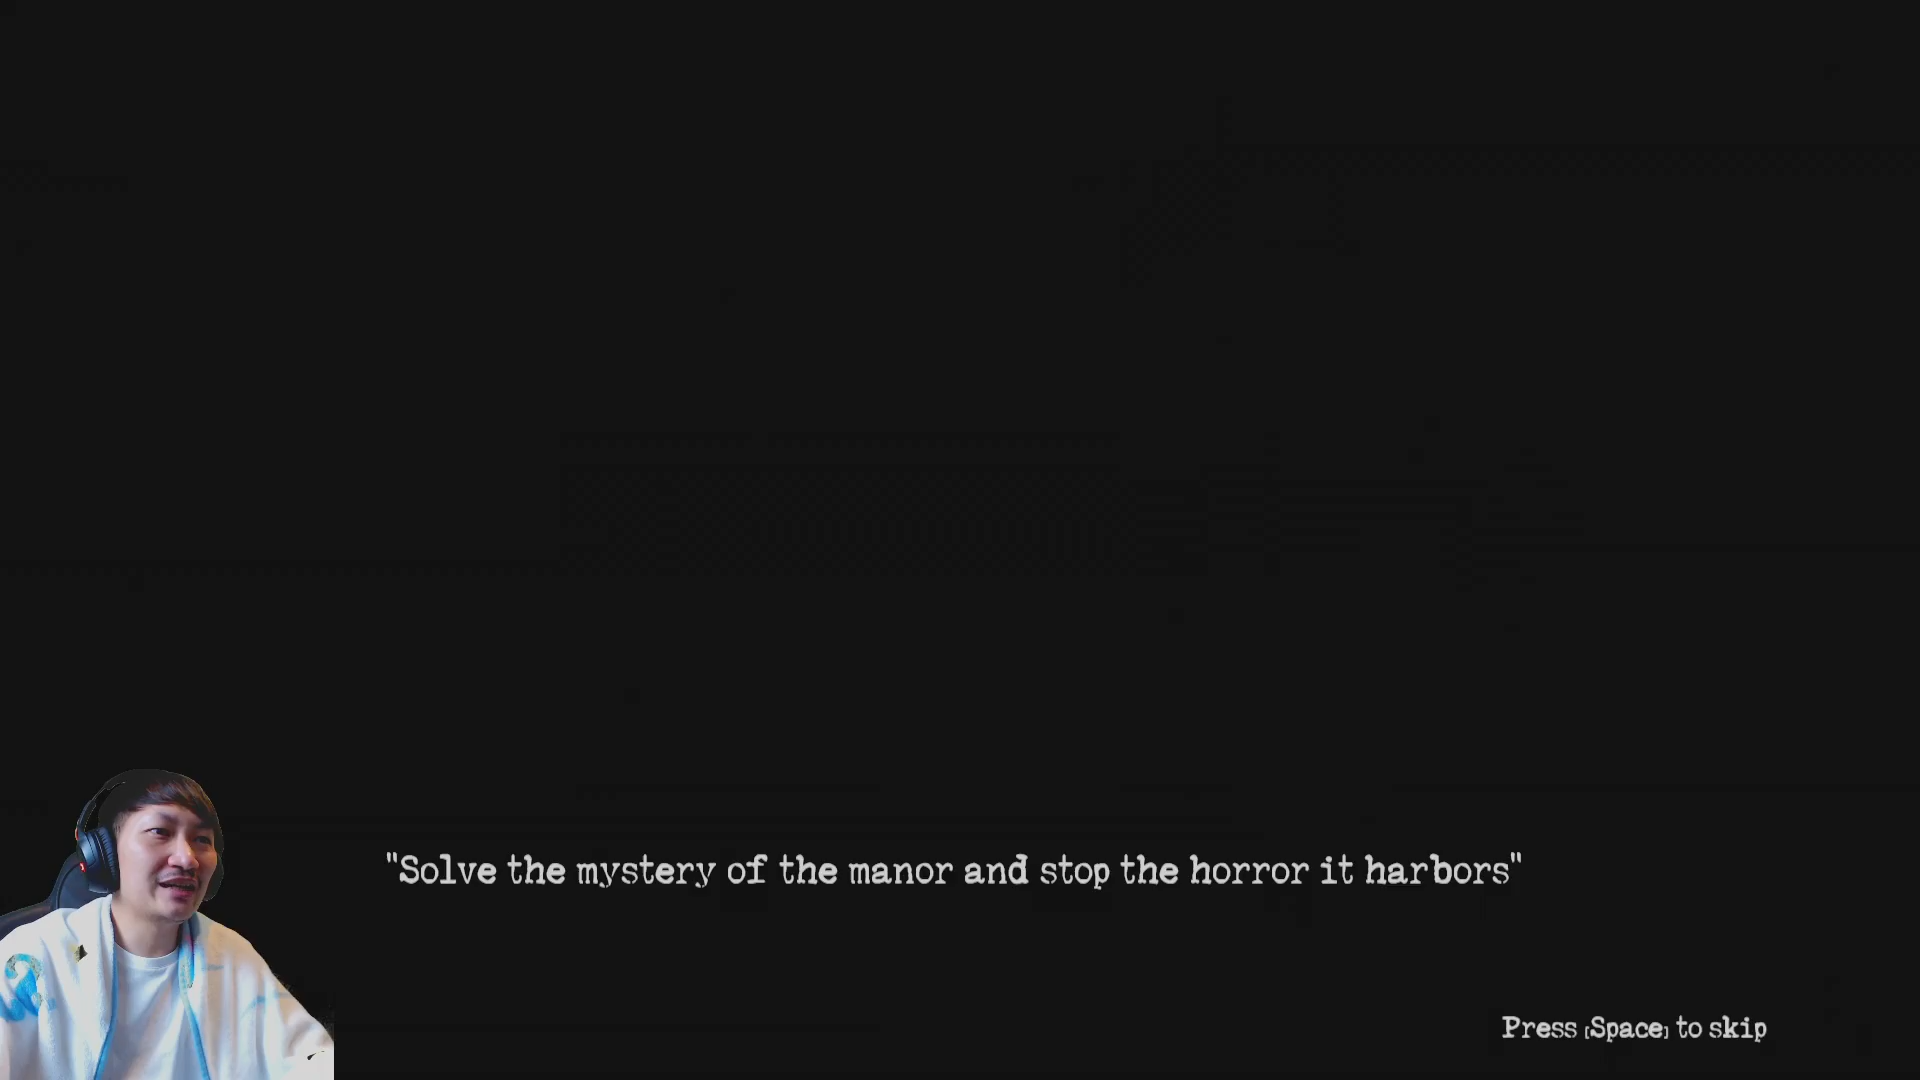 "Solve the mystery of the manor and stop the horror it harbors"
Press [Space] to skip